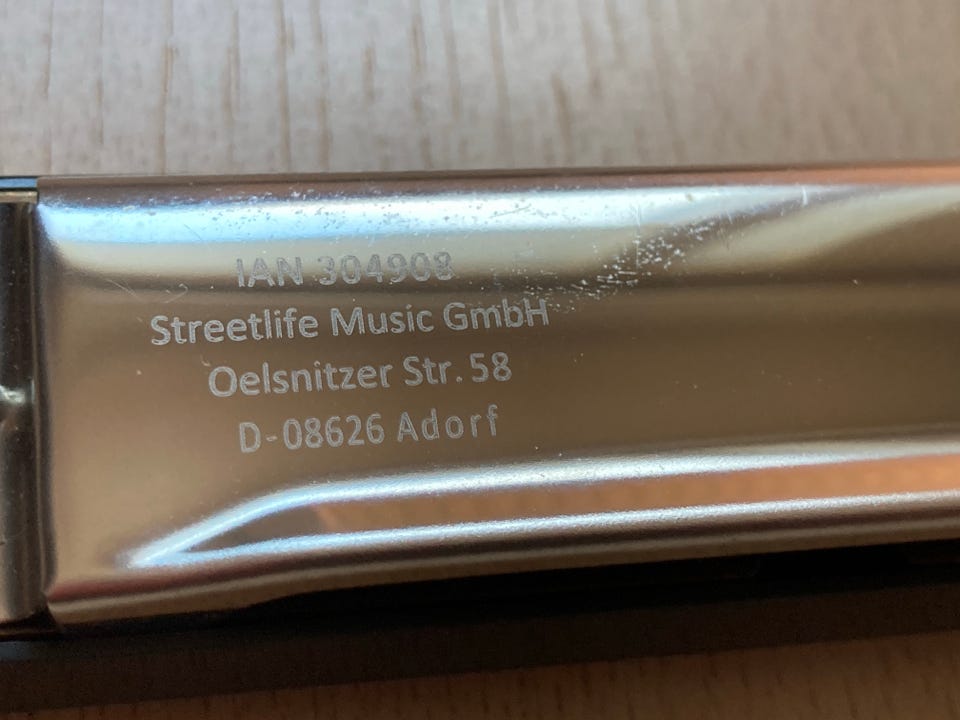 IAN 304908
Streetlife Music GmbH
Oelsnitzer Str. 58
D-08626 Adorf